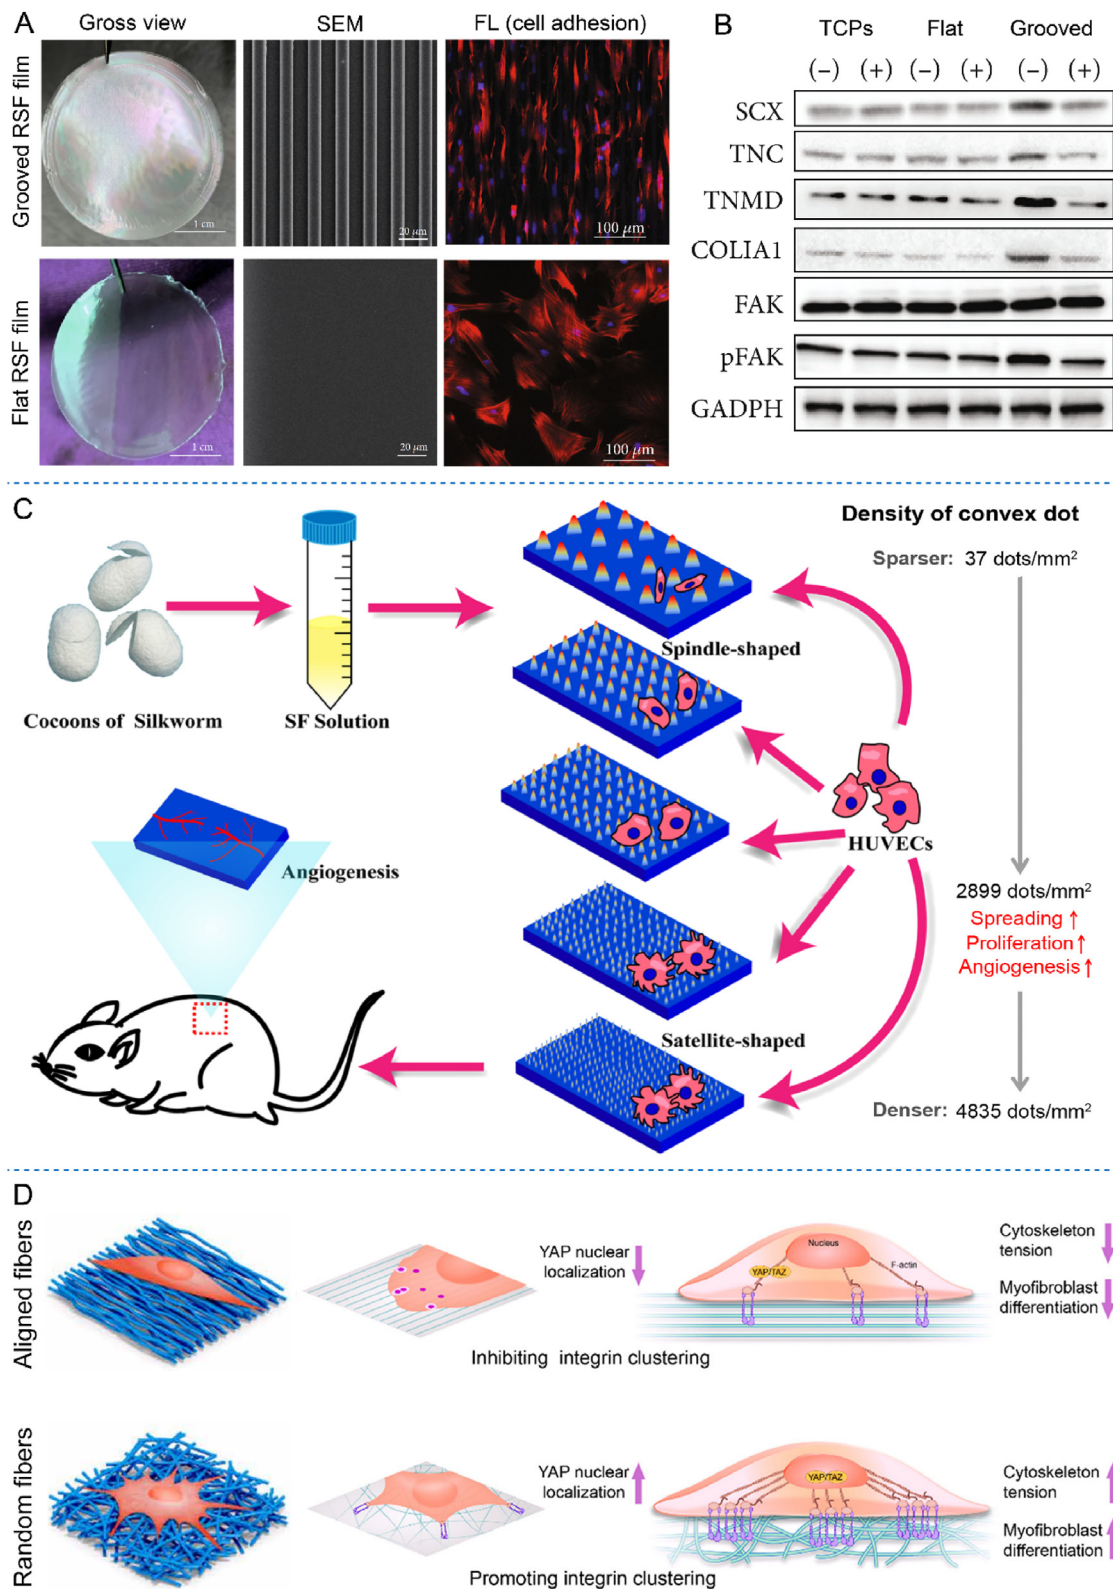 A
Gross view
SEM
FL (cell adhesion)
Grooved RSF film
1 cm
20 μm
100 μm
Flat RSF film
1 cm
20 μm
100 μm
B
TCPs
Flat
Grooved
(−) (+) (−) (+) (−) (+)
SCX
TNC
TNMD
COLIA1
FAK
pFAK
GADPH
C
Density of convex dot
Sparser: 37 dots/mm²
Spindle-shaped
Cocoons of Silkworm
SF Solution
HUVECs
Angiogenesis
2899 dots/mm²
Spreading ↑
Proliferation ↑
Angiogenesis ↑
Satellite-shaped
Denser: 4835 dots/mm²
D
Aligned fibers
YAP nuclear
localization
Nucleus
YAP/TAZ
F-actin
Cytoskeleton
tension
Myofibroblast
differentiation
Inhibiting integrin clustering
Random fibers
YAP nuclear
localization
YAP/TAZ
Cytoskeleton
tension
Myofibroblast
differentiation
Promoting integrin clustering